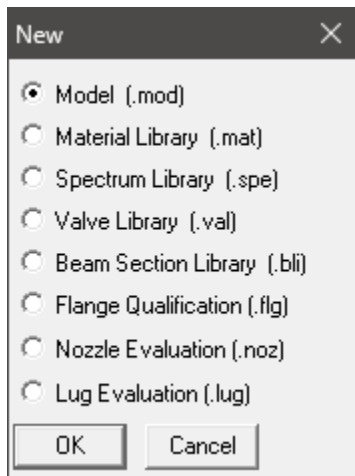 New
Model (.mod)
Material Library (.mat)
Spectrum Library (.spe)
Valve Library (.val)
Beam Section Library (.bli)
Flange Qualification (.flg)
Nozzle Evaluation (.noz)
Lug Evaluation (.lug)
OK Cancel